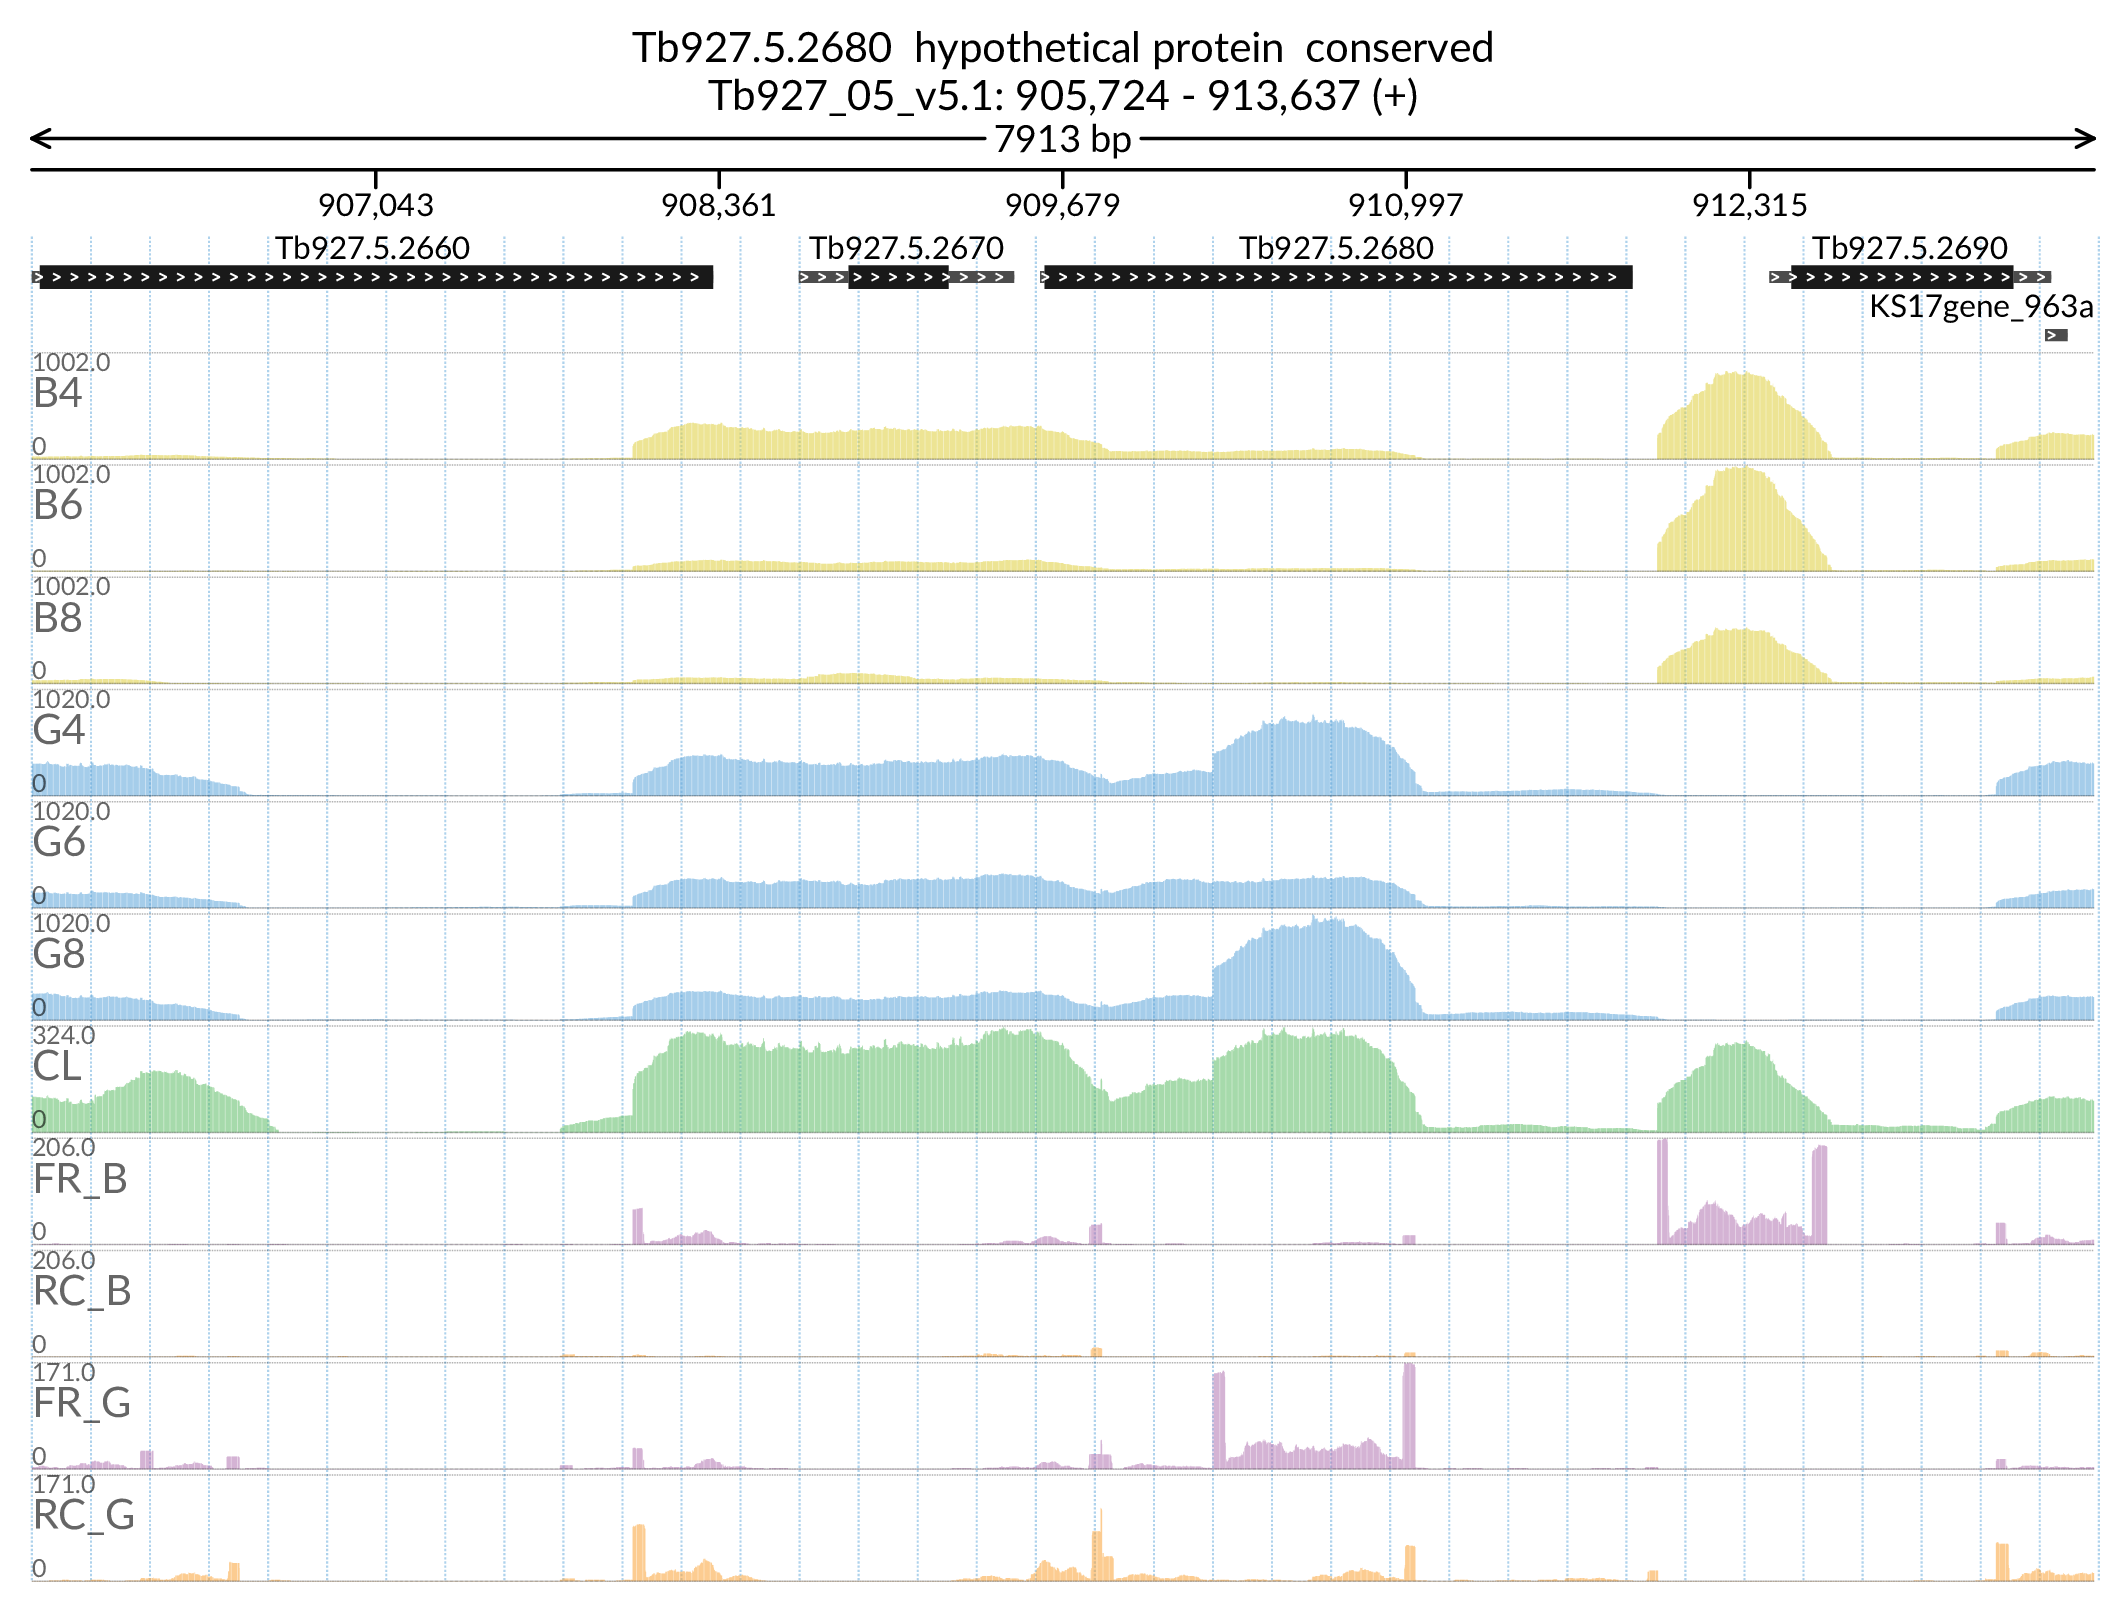 Tb927.5.2680 hypothetical protein conserved
Tb927_05_v5.1: 905,724 - 913,637 (+)
7913 bp
907,043 908,361 909,679 910,997 912,315
Tb927.5.2660 Tb927.5.2670 Tb927.5.2680 Tb927.5.2690
KS17gene_963a
1002.0
B4
0
1002.0
B6
0
1002.0
B8
0
1020.0
G4
0
1020.0
G6
0
1020.0
G8
0
324.0
CL
0
206.0
FR_B
0
206.0
RC_B
0
171.0
FR_G
0
171.0
RC_G
0